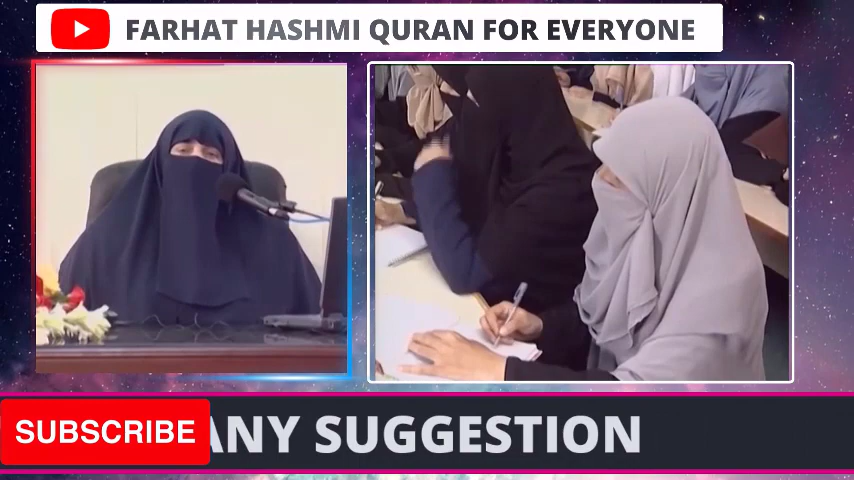 FARHAT HASHMI QURAN FOR EVERYONE
SUBSCRIBE
ANY SUGGESTION